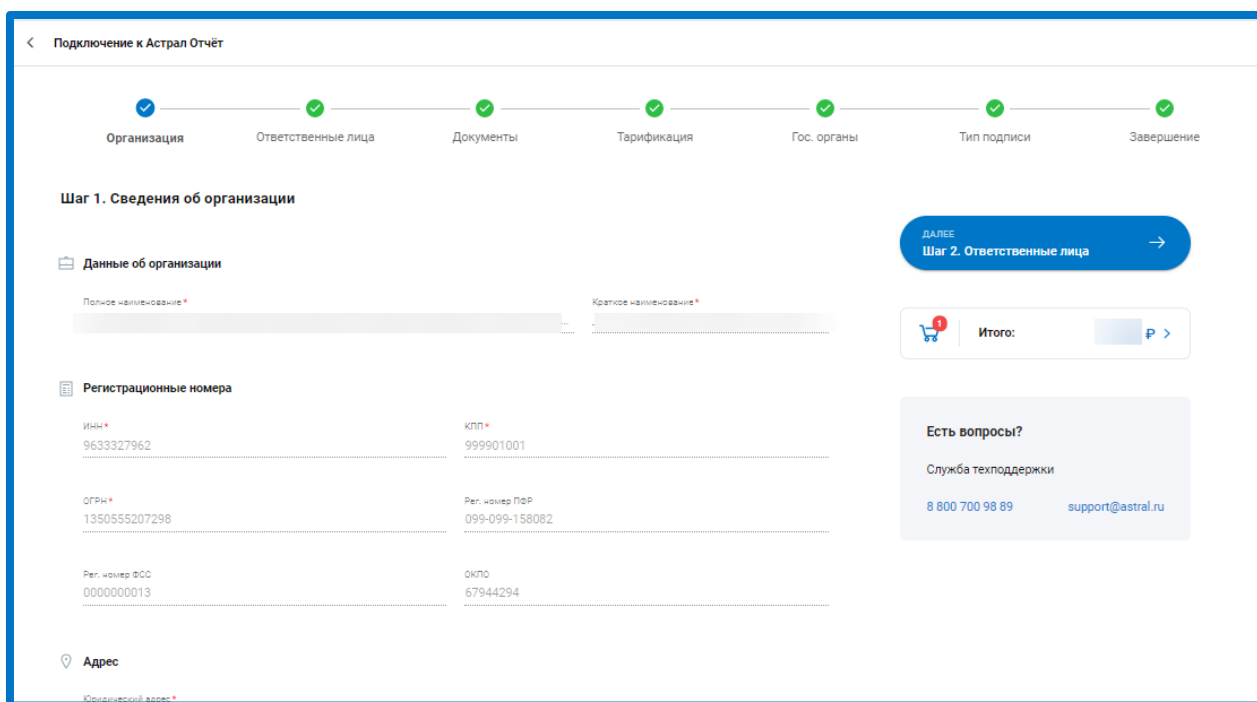 Подключение к Астрал Отчёт
Организация
Ответственные лица
Документы
Тарификация
Гос. органы
Тип подписи
Завершение
Шаг 1. Сведения об организации
ДАЛЕЕ
Шаг 2. Ответственные лица
Данные об организации
Полное наименование*
Краткое наименование*
1
Итого:
₽
Регистрационные номера
ИНН*
КПП*
9633327962
999901001
Есть вопросы?
Служба техподдержки
8 800 700 98 89
support@astral.ru
ОГРН*
Рег. номер ПФР
1350555207298
099-099-158082
Рег. номер ФСС
ОКПО
0000000013
67944294
Адрес
Юридический адрес*